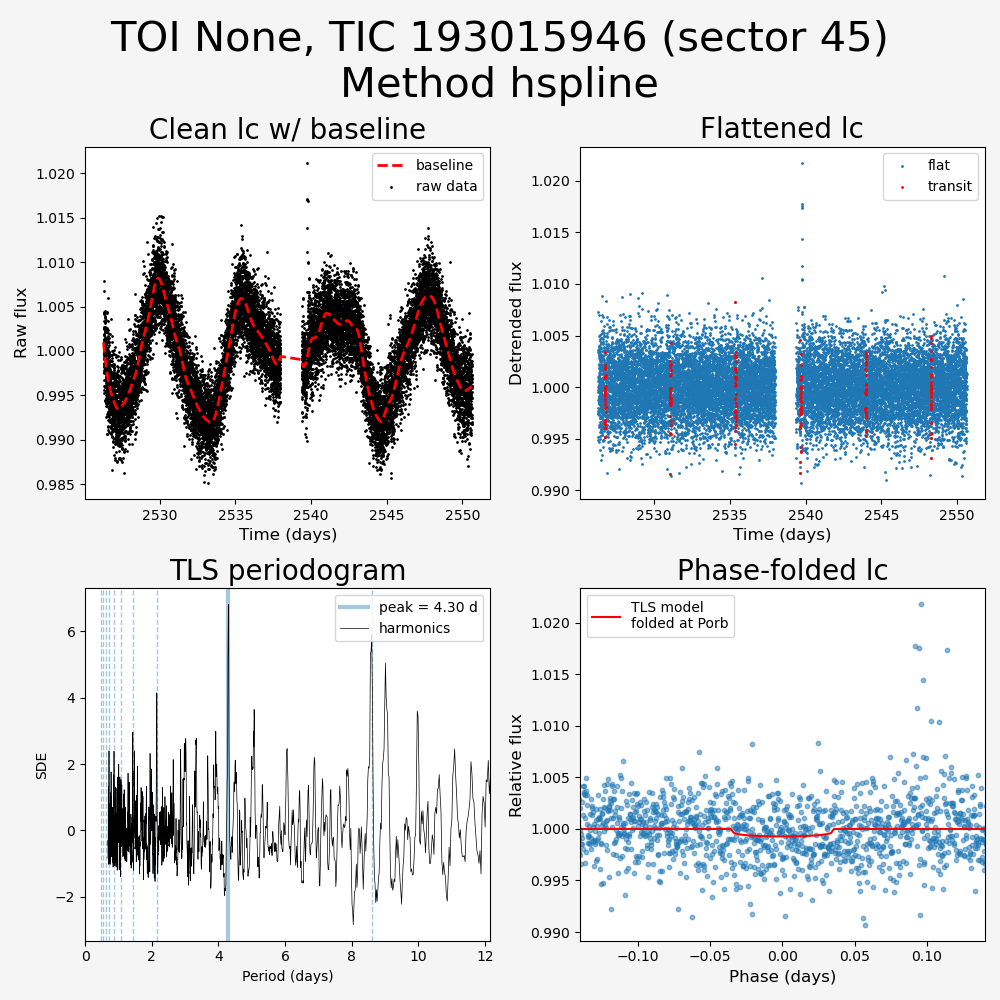 TOI None, TIC 193015946 (sector 45)
Method hspline
Clean lc w/ baseline
baseline
raw data
Raw flux
1.020
1.015
1.010
1.005
1.000
0.995
0.990
0.985
2530
2535
2540
2545
2550
Time (days)
Flattened lc
flat
transit
Detrended flux
1.020
1.015
1.010
1.005
1.000
0.995
0.990
2530
2535
2540
2545
2550
Time (days)
TLS periodogram
peak = 4.30 d
harmonics
SDE
6
4
2
0
−2
0
2
4
6
8
10
12
Period (days)
Phase-folded lc
TLS model
folded at Porb
Relative flux
1.020
1.015
1.010
1.005
1.000
0.995
0.990
−0.10
−0.05
0.00
0.05
0.10
Phase (days)